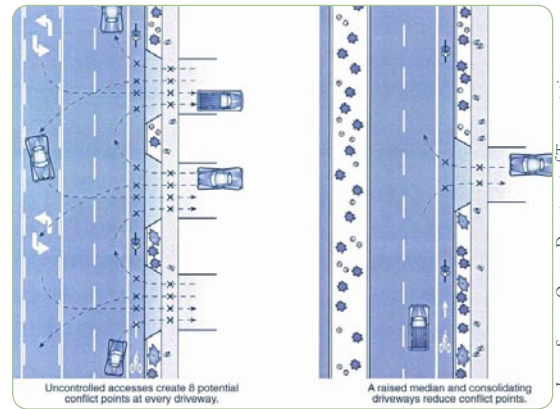 Uncontrolled accesses create 8 potential
conflict points at every driveway.
A raised median and consolidating
driveways reduce conflict points.